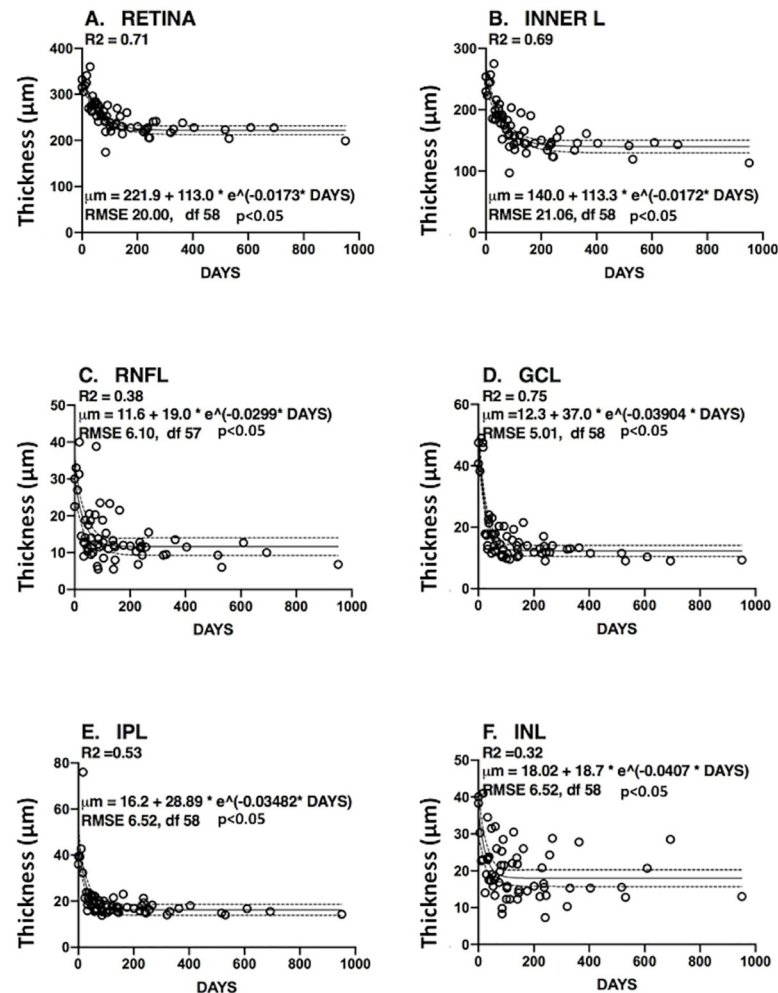 A. RETINA
R2 = 0.71
400
300
200
100
0
Thickness (μm)
μm = 221.9 + 113.0 * e^(-0.0173* DAYS)
RMSE 20.00, df 58 p<0.05
0 200 400 600 800 1000
DAYS
B. INNER L
R2 = 0.69
300
200
100
0
Thickness (μm)
μm = 140.0 + 113.3 * e^(-0.0172* DAYS)
RMSE 21.06, df 58 p<0.05
0 200 400 600 800 1000
DAYS
C. RNFL
R2 = 0.38
μm = 11.6 + 19.0 * e^(-0.0299* DAYS)
RMSE 6.10, df 57 p<0.05
50
40
30
20
10
0
Thickness (μm)
0 200 400 600 800 1000
DAYS
D. GCL
R2 = 0.75
μm =12.3 + 37.0 * e^(-0.03904 * DAYS)
RMSE 5.01, df 58 p<0.05
60
40
20
0
Thickness (μm)
0 200 400 600 800 1000
DAYS
E. IPL
R2 =0.53
80
60
40
20
0
Thickness (μm)
μm = 16.2 + 28.89 * e^(-0.03482* DAYS)
RMSE 6.52, df 58 p<0.05
0 200 400 600 800 1000
DAYS
F. INL
R2 =0.32
μm = 18.02 + 18.7 * e^(-0.0407 * DAYS)
RMSE 6.52, df 58 p<0.05
50
40
30
20
10
0
Thickness (μm)
0 200 400 600 800 1000
DAYS